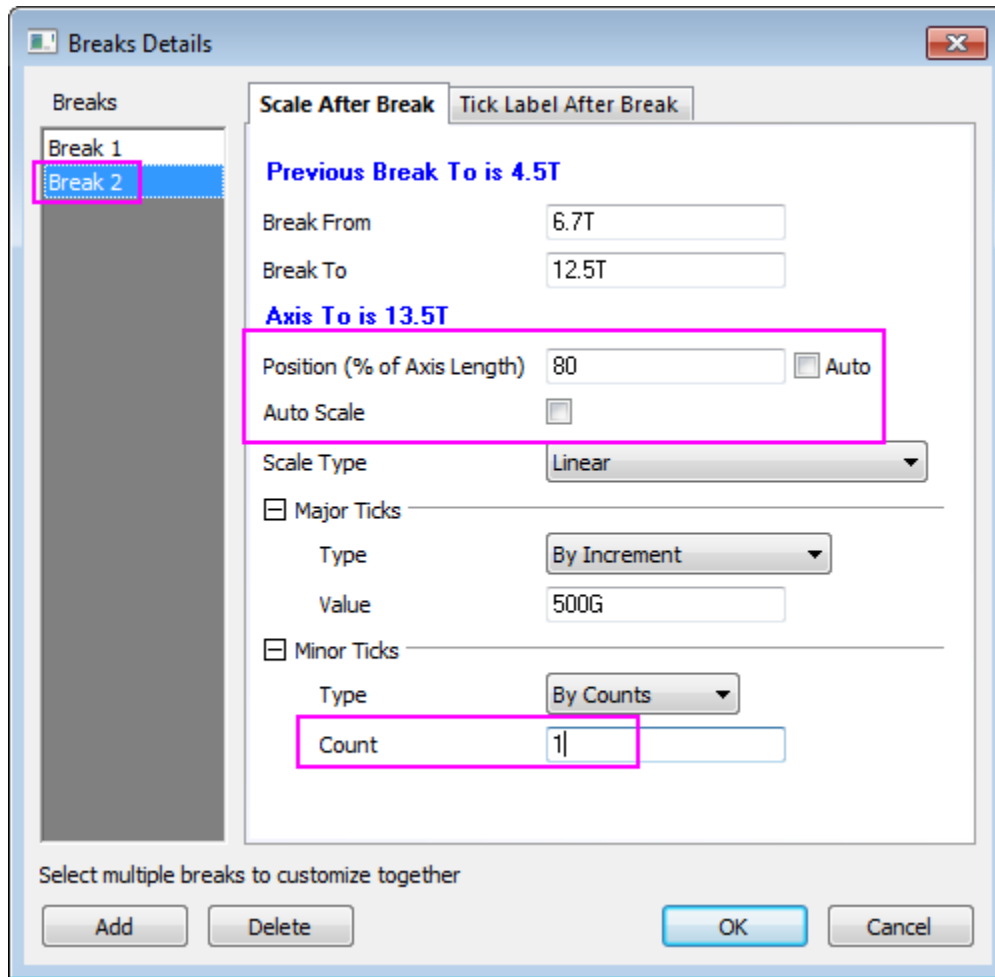 Breaks Details
Breaks
Break 1
Break 2
Scale After Break Tick Label After Break
Previous Break To is 4.5T
Break From 6.7T
Break To 12.5T
Axis To is 13.5T
Position (% of Axis Length) 80 Auto
Auto Scale
Scale Type Linear
Major Ticks
Type By Increment
Value 500G
Minor Ticks
Type By Counts
Count 1
Select multiple breaks to customize together
Add Delete OK Cancel